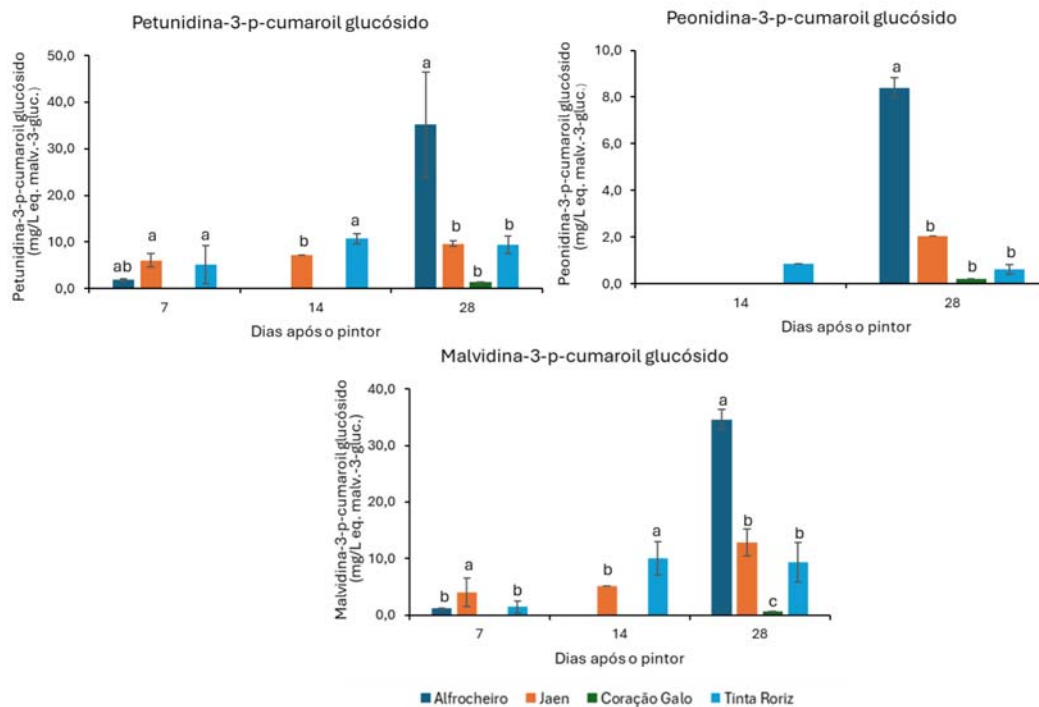 Petunidina-3-p-cumaroil glucósido
Petunidina-3-p-cumaroil glucósido
(mg/L eq. malv.-3-gluc.)
50,0
40,0
30,0
20,0
10,0
0,0
ab
a
a
b
a
a
b
b
b
7
14
28
Dias após o pintor
Peonidina-3-p-cumaroil glucósido
Peonidina-3-p-cumaroil glucósido
(mg/L eq. malv.-3-gluc.)
10,0
8,0
6,0
4,0
2,0
0,0
a
b
b
b
14
28
Dias após o pintor
Malvidina-3-p-cumaroil glucósido
Malvidina-3-p-cumaroil glucósido
(mg/L eq. malv.-3-gluc.)
40,0
30,0
20,0
10,0
0,0
b
a
b
b
a
a
b
c
b
7
14
28
Dias após o pintor
Alfrocheiro Jaen Coração Galo Tinta Roriz